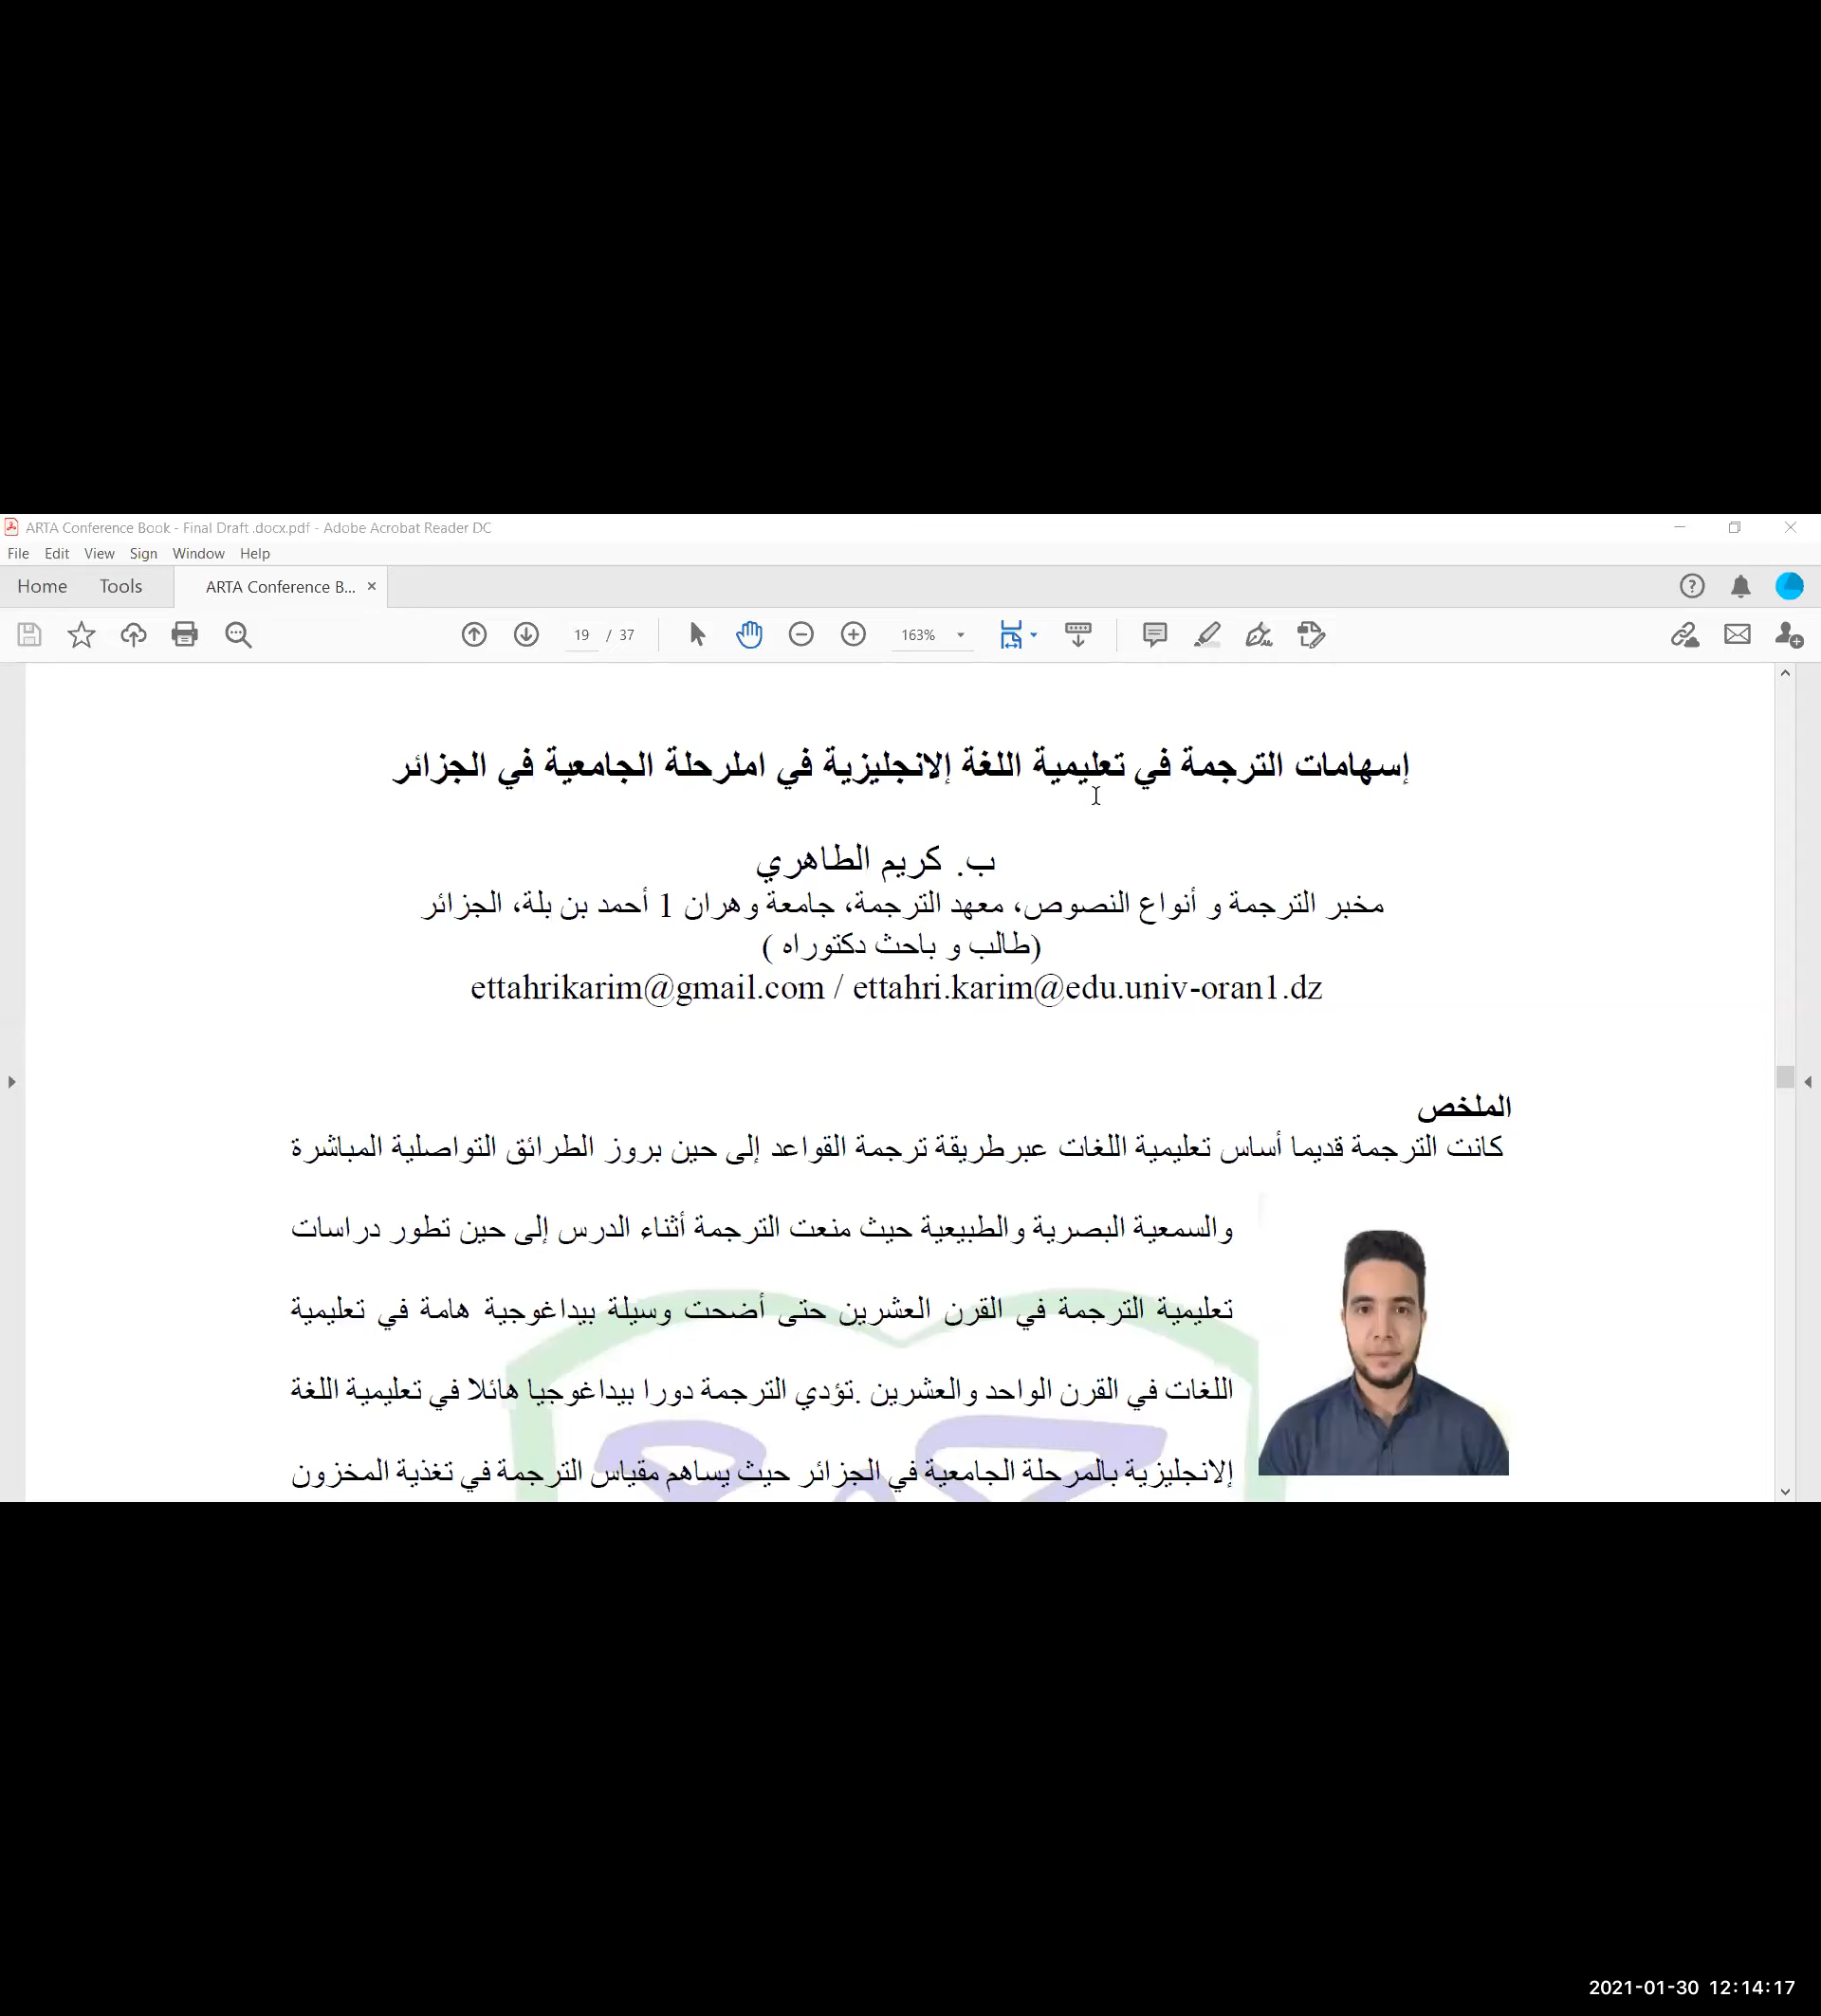 ARTA Conference Book - Final Draft .docx.pdf - Adobe Acrobat Reader DC
File Edit View Sign Window Help
Home Tools ARTA Conference B... ×
19 / 37 163%
إسهامات الترجمة في تعليمية اللغة إلانجليزية في املرحلة الجامعية في الجزائر
ب. كريم الطاهري
مخبر الترجمة و أنواع النصوص، معهد الترجمة، جامعة وهران 1 أحمد بن بلة، الجزائر
(طالب و باحث دكتوراه )
ettahrikarim@gmail.com / ettahri.karim@edu.univ-oran1.dz
الملخص
كانت الترجمة قديما أساس تعليمية اللغات عبرطريقة ترجمة القواعد إلى حين بروز الطرائق التواصلية المباشرة
والسمعية البصرية والطبيعية حيث منعت الترجمة أثناء الدرس إلى حين تطور دراسات
تعليمية الترجمة في القرن العشرين حتى أضحت وسيلة بيداغوجية هامة في تعليمية
اللغات في القرن الواحد والعشرين .تؤدي الترجمة دورا بيداغوجيا هائلا في تعليمية اللغة
إلانجليزية بالمرحلة الجامعية في الجزائر حيث يساهم مقياس الترجمة في تغذية المخزون
2021-01-30 12:14:17